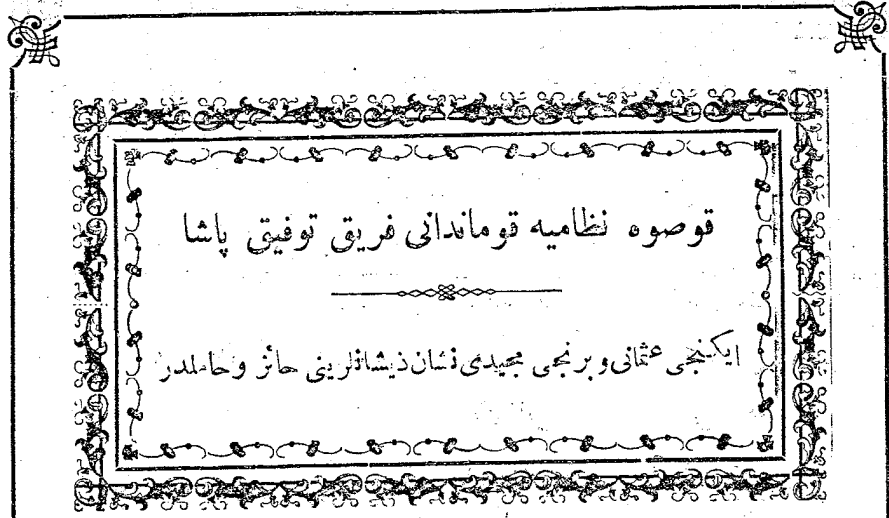 قوصوه نظامیه قوماندانی فریق توفیق پاشا
ایکنجی عثمانی و برنجی مجیدی نشان ذیشانلرینی حائز و حاملدر